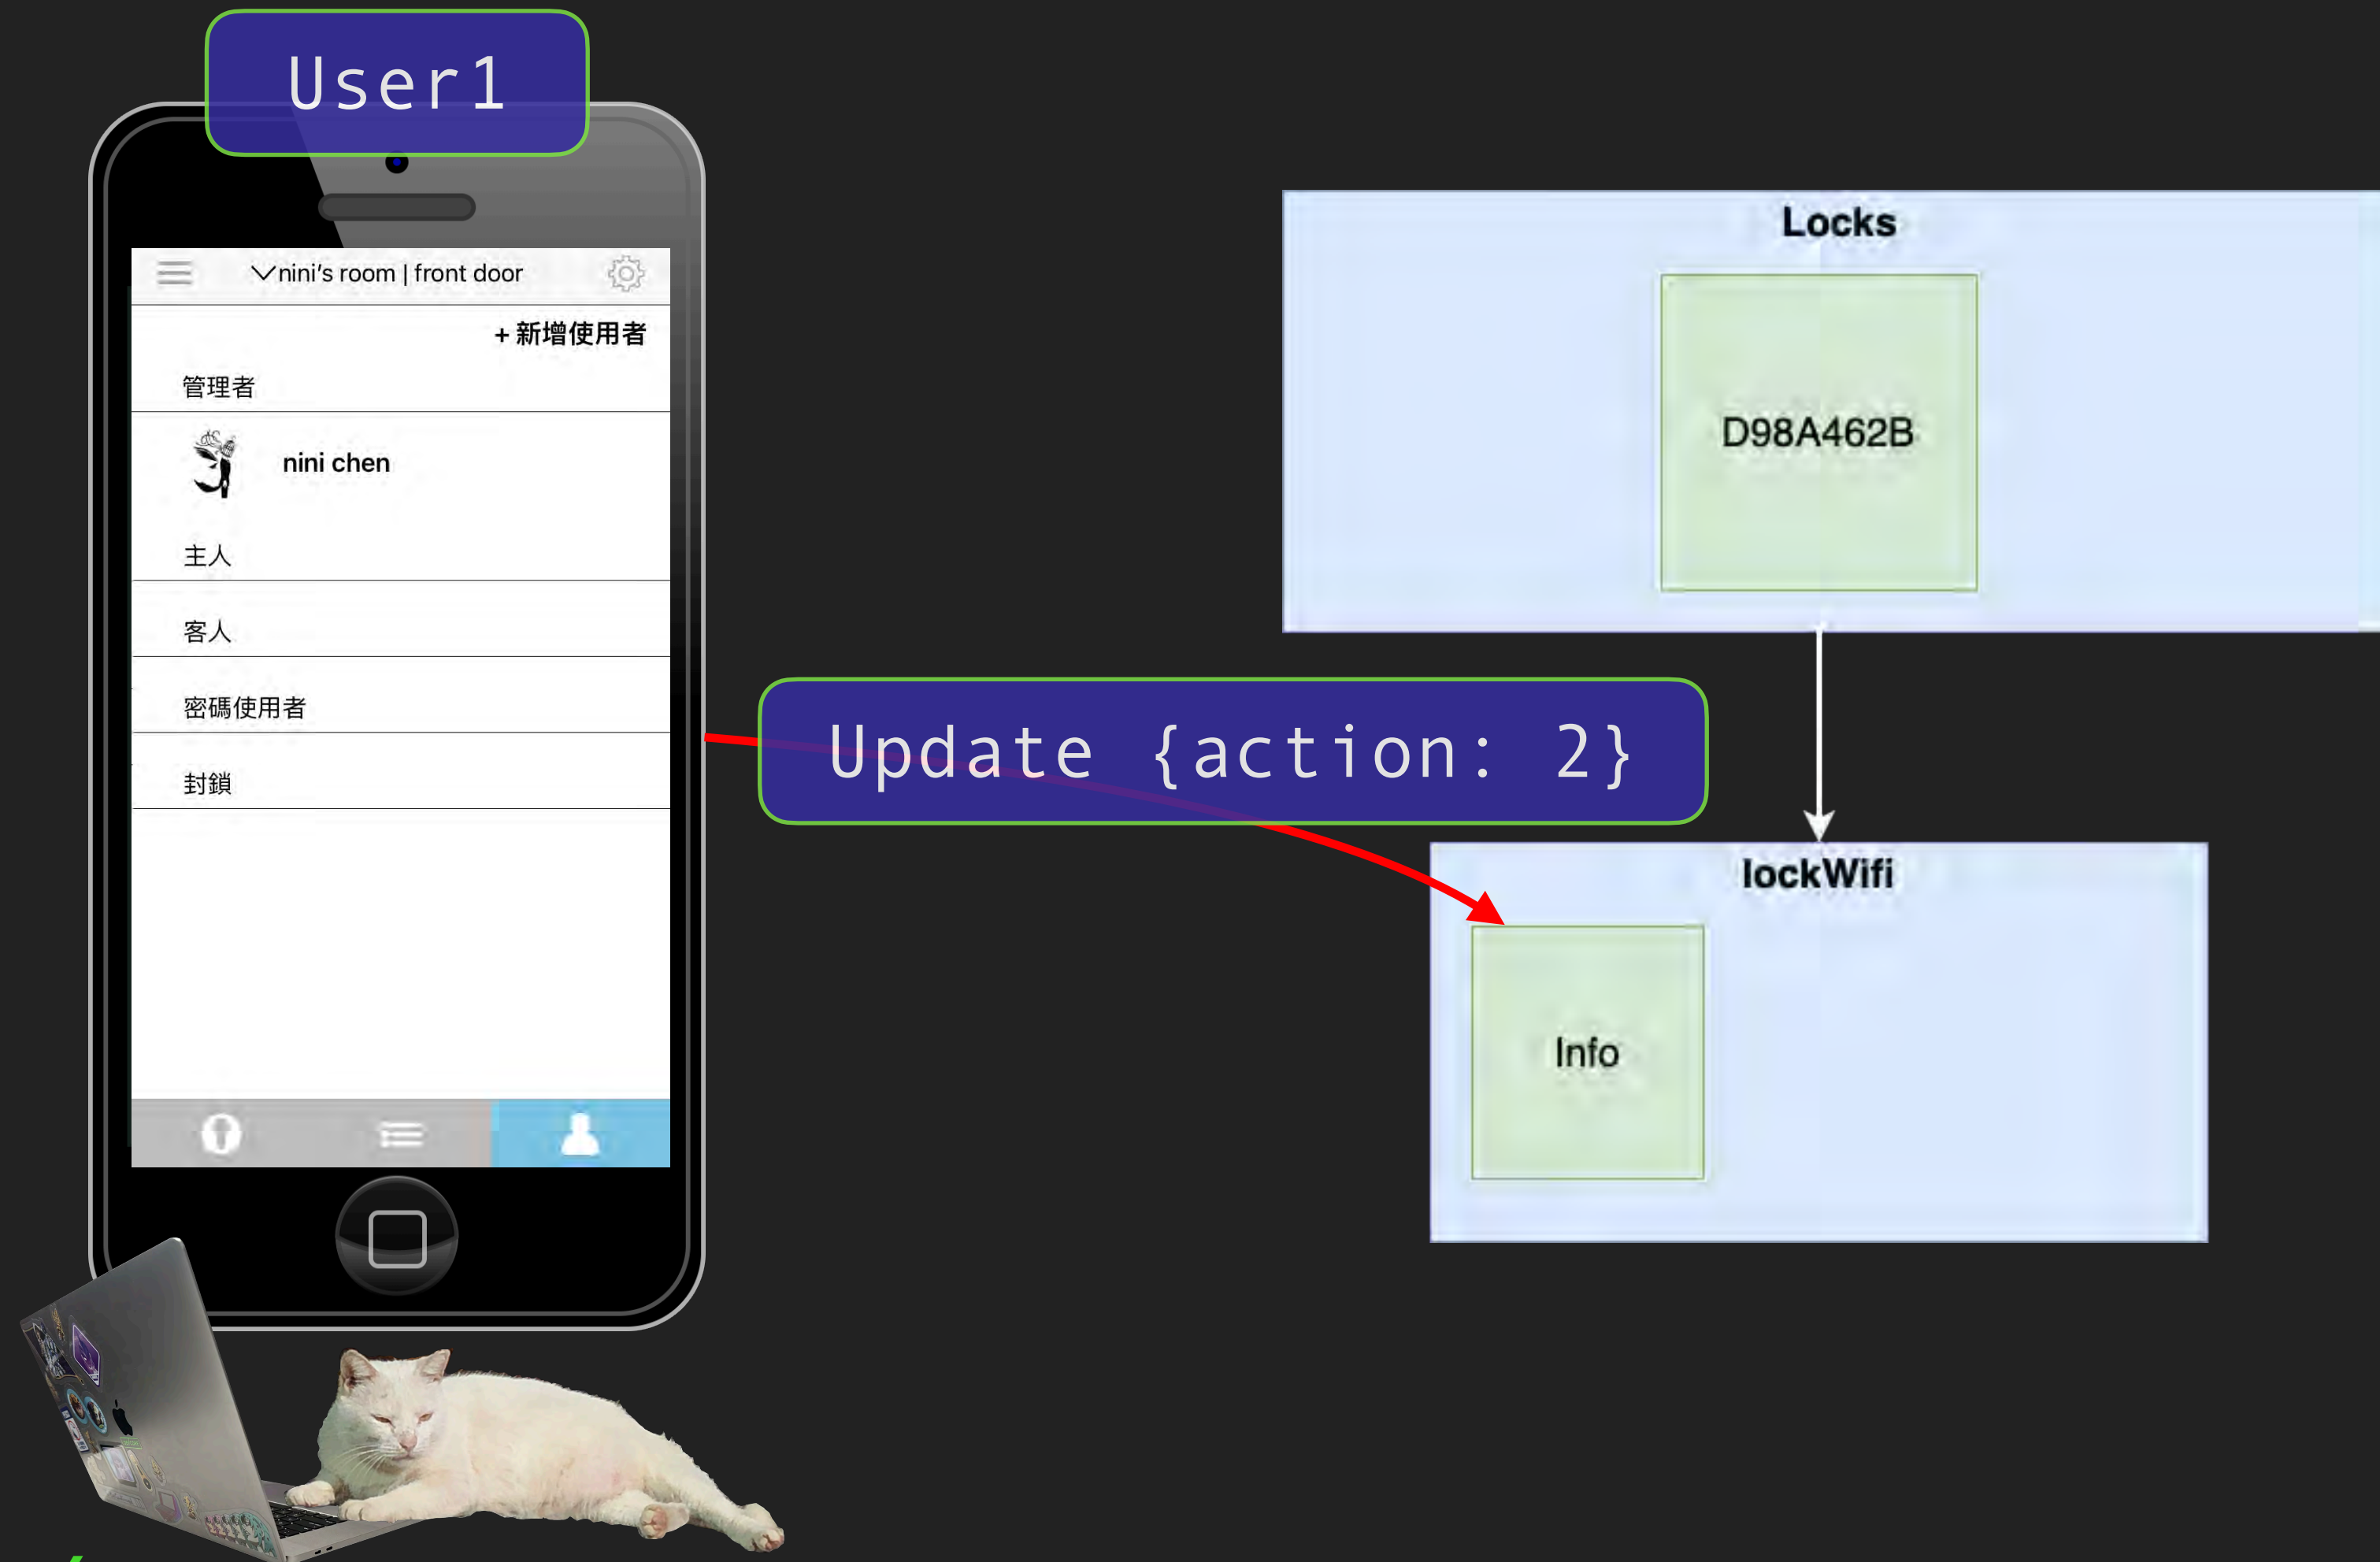 User1
nini's room | front door
+ 新增使用者
管理者
nini chen
主人
客人
密碼使用者
封鎖
Update {action: 2}
Locks
D98A462B
lockWifi
Info